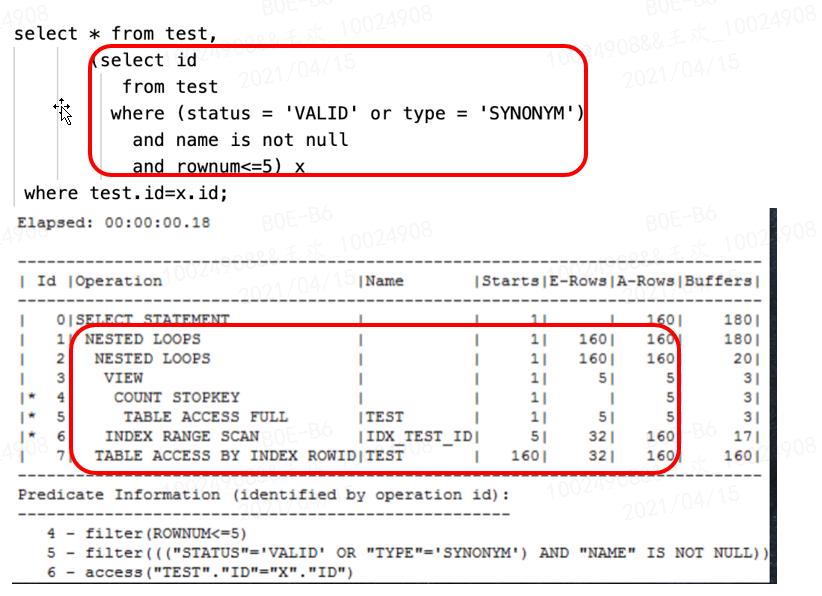 select * from test,
(select id
from test
where (status = 'VALID' or type = 'SYNONYM')
and name is not null
and rownum<=5) x
where test.id=x.id;
Elapsed: 00:00:00.18
------------------------------------------------------------
| Id |Operation |Name |Starts|E-Rows|A-Rows|Buffers|
------------------------------------------------------------
| 0|SELECT STATEMENT | | 1| | 160| 180|
| 1| NESTED LOOPS | | 1| 160| 160| 180|
| 2| NESTED LOOPS | | 1| 160| 160| 20|
| 3| VIEW | | 1| 5| 5| 3|
|* 4| COUNT STOPKEY | | 1| | 5| 3|
|* 5| TABLE ACCESS FULL |TEST | 1| 5| 5| 3|
|* 6| INDEX RANGE SCAN |IDX_TEST_ID| 5| 32| 160| 17|
| 7| TABLE ACCESS BY INDEX ROWID|TEST | 160| 32| 160| 160|
------------------------------------------------------------
Predicate Information (identified by operation id):
------------------------------------------------------------
4 - filter(ROWNUM<=5)
5 - filter((("STATUS"='VALID' OR "TYPE"='SYNONYM') AND "NAME" IS NOT NULL))
6 - access("TEST"."ID"="X"."ID")
BOE-B6
10024908&&王欢_10024908
2021/04/15